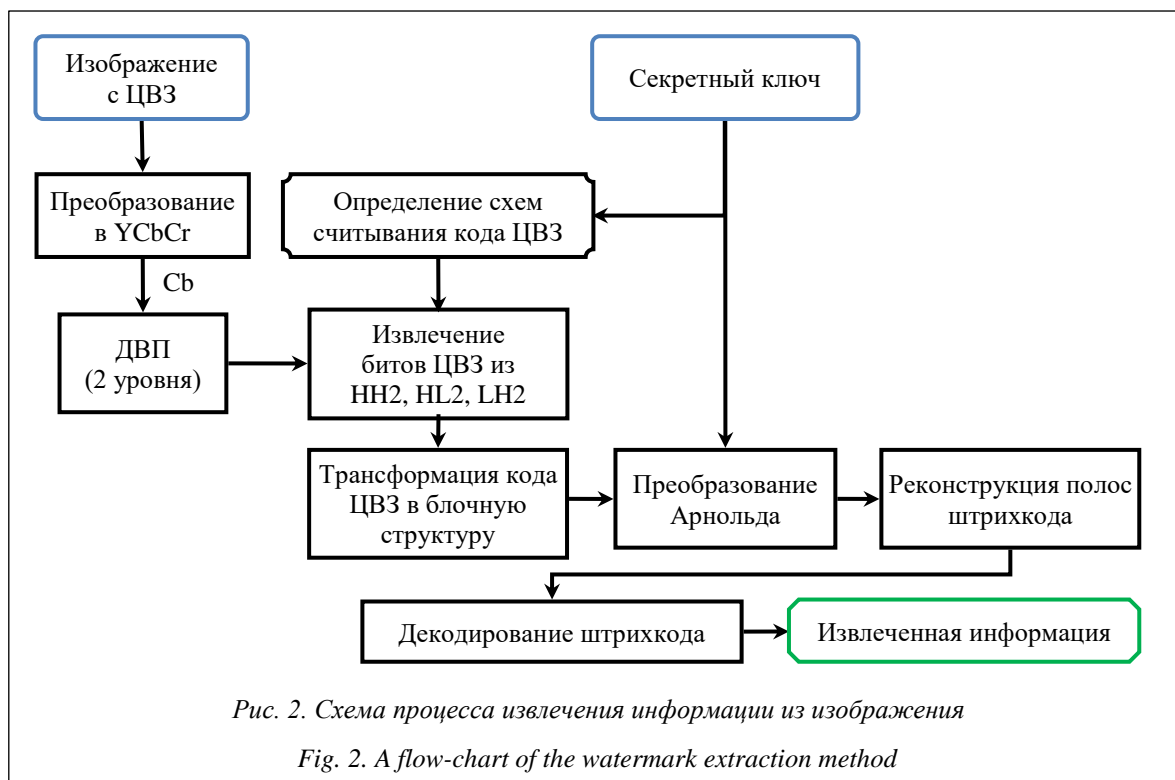 Изображение
с ЦВЗ
Секретный ключ
Преобразование
в YCbCr
Определение схем
считывания кода ЦВЗ
Cb
ДВП
(2 уровня)
Извлечение
битов ЦВЗ из
HH2, HL2, LH2
Трансформация кода
ЦВЗ в блочную
структуру
Преобразование
Арнольда
Реконструкция полос
штрихкода
Декодирование штрихкода
Извлеченная информация
Рис. 2. Схема процесса извлечения информации из изображения
Fig. 2. A flow-chart of the watermark extraction method